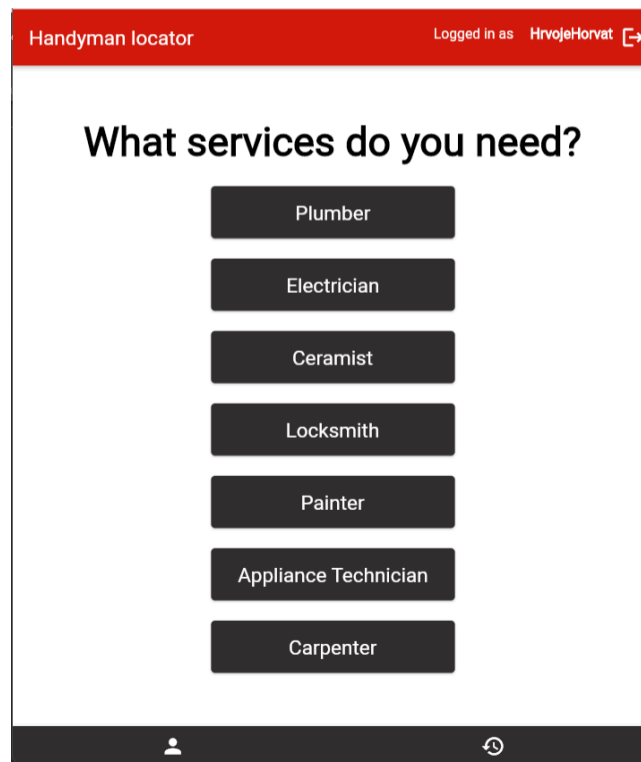 Handyman locator
Logged in as HrvojeHorvat
What services do you need?
Plumber
Electrician
Ceramist
Locksmith
Painter
Appliance Technician
Carpenter